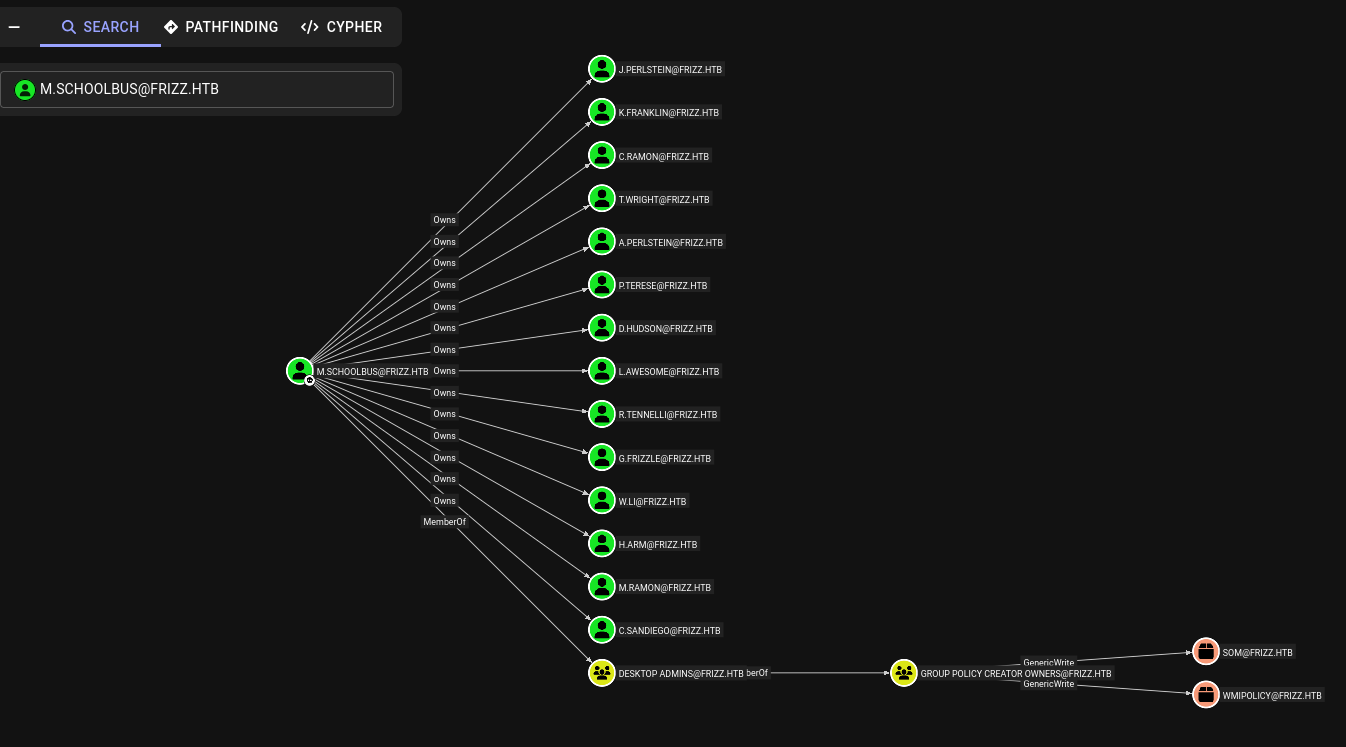 SEARCH
PATHFINDING
</> CYPHER
M.SCHOOLBUS@FRIZZ.HTB
J.PERLSTEIN@FRIZZ.HTB
K.FRANKLIN@FRIZZ.HTB
C.RAMON@FRIZZ.HTB
T.WRIGHT@FRIZZ.HTB
Owns
Owns
A.PERLSTEIN@FRIZZ.HTB
Owns
Owns
P.TERESE@FRIZZ.HTB
Owns
Owns
D.HUDSON@FRIZZ.HTB
Owns
M.SCHOOLBUS@FRIZZ.HTB
Owns
L.AWESOME@FRIZZ.HTB
Owns
Owns
R.TENNELLI@FRIZZ.HTB
Owns
Owns
G.FRIZZLE@FRIZZ.HTB
Owns
Owns
W.LI@FRIZZ.HTB
MemberOf
H.ARM@FRIZZ.HTB
M.RAMON@FRIZZ.HTB
C.SANDIEGO@FRIZZ.HTB
DESKTOP ADMINS@FRIZZ.HTB
berOf
GROUP POLICY CREATOR OWNERS@FRIZZ.HTB
GenericWrite
GenericWrite
SOM@FRIZZ.HTB
WMIPOLICY@FRIZZ.HTB